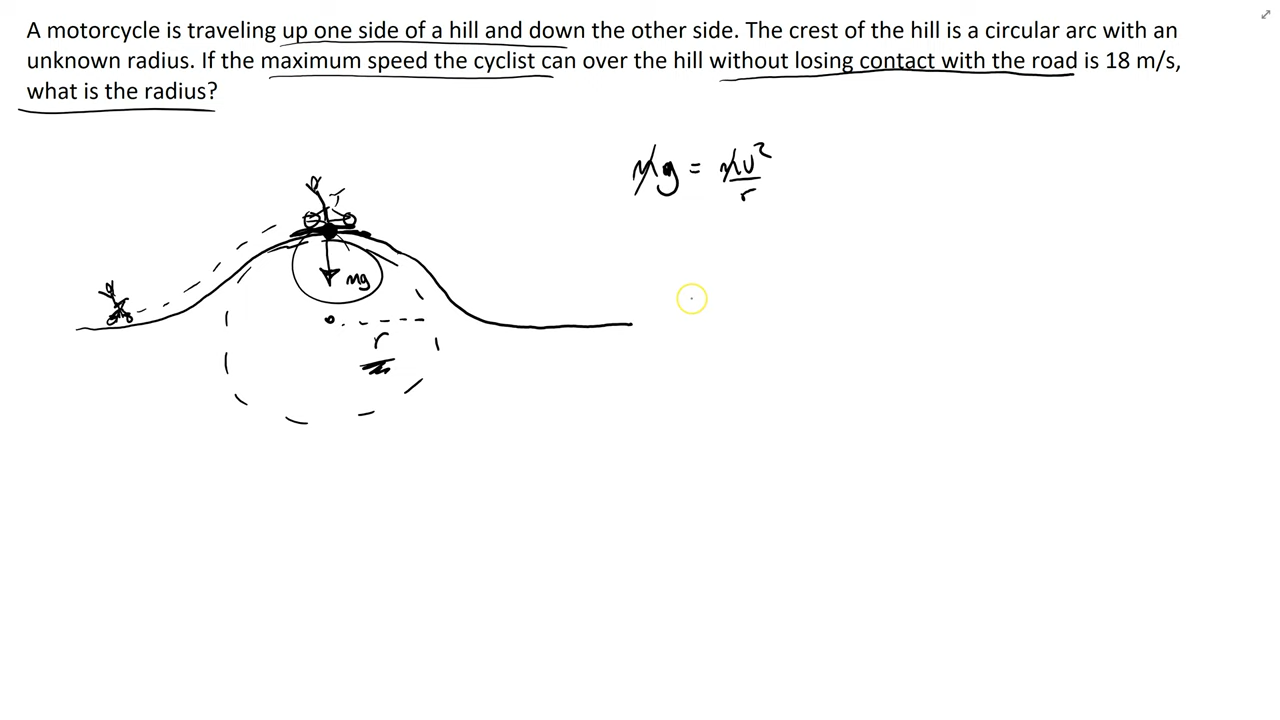 A motorcycle is traveling up one side of a hill and down the other side. The crest of the hill is a circular arc with an
unknown radius. If the maximum speed the cyclist can over the hill without losing contact with the road is 18 m/s,
what is the radius?
mg = mv²/r
mg
r